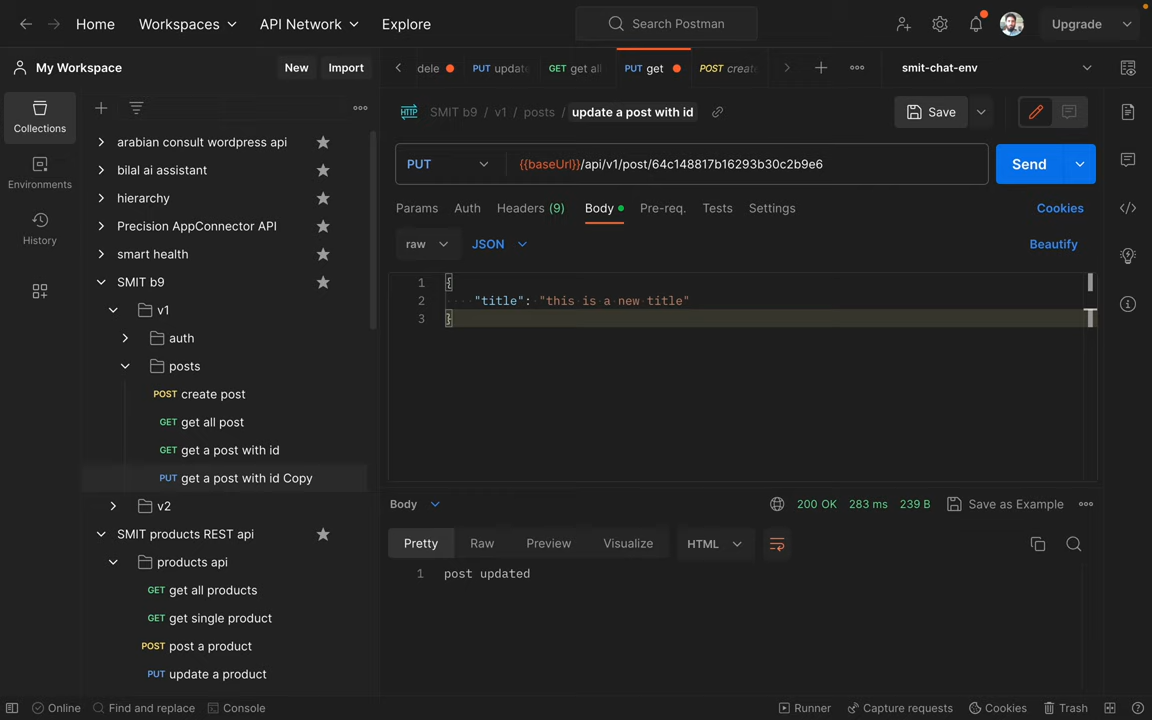 Home Workspaces API Network Explore Search Postman Upgrade
My Workspace New Import
dele PUT update GET get all PUT get POST create smit-chat-env
Collections
Environments
History
arabian consult wordpress api
bilal ai assistant
hierarchy
Precision AppConnector API
smart health
SMIT b9
v1
auth
posts
POST create post
GET get all post
GET get a post with id
PUT get a post with id Copy
v2
SMIT products REST api
products api
GET get all products
GET get single product
POST post a product
PUT update a product
HTTP SMIT b9 / v1 / posts / update a post with id Save
PUT {{baseUrl}}/api/v1/post/64c148817b16293b30c2b9e6 Send
Params Auth Headers (9) Body Pre-req. Tests Settings Cookies
raw JSON Beautify
1 {
2 "title": "this is a new title"
3 }
Body 200 OK 283 ms 239 B Save as Example
Pretty Raw Preview Visualize HTML
1 post updated
Online Find and replace Console Runner Capture requests Cookies Trash